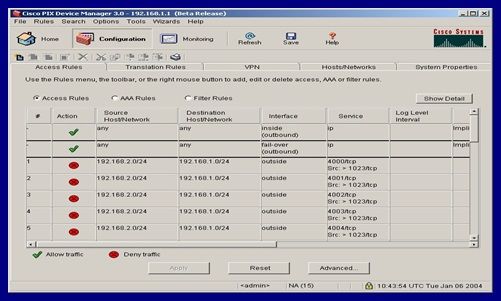 Cisco PIX Device Manager 3.0 - 192.168.1.1 (Beta Release)
File Rules Search Options Tools Wizards Help
Home Configuration Monitoring Refresh Save Help CISCO SYSTEMS
Access Rules Translation Rules VPN Hosts/Networks System Properties
Use the Rules menu, the toolbar, or the right mouse button to add, edit or delete access, AAA or filter rules.
Access Rules AAA Rules Filter Rules Show Detail
# Action Source Host/Network Destination Host/Network Interface Service Log Level Interval
- any any inside (outbound) ip Impli
- any any fail-over (outbound) ip Impli
1 192.168.2.0/24 192.168.1.0/24 outside 4000/tcp Src: > 1023/tcp
2 192.168.2.0/24 192.168.1.0/24 outside 4001/tcp Src: > 1023/tcp
3 192.168.2.0/24 192.168.1.0/24 outside 4002/tcp Src: > 1023/tcp
4 192.168.2.0/24 192.168.1.0/24 outside 4003/tcp Src: > 1023/tcp
5 192.168.2.0/24 192.168.1.0/24 outside 4004/tcp Src: > 1023/tcp
Allow traffic Deny traffic
Apply Reset Advanced...
<admin> NA (15) 10:43:54 UTC Tue Jan 06 2004